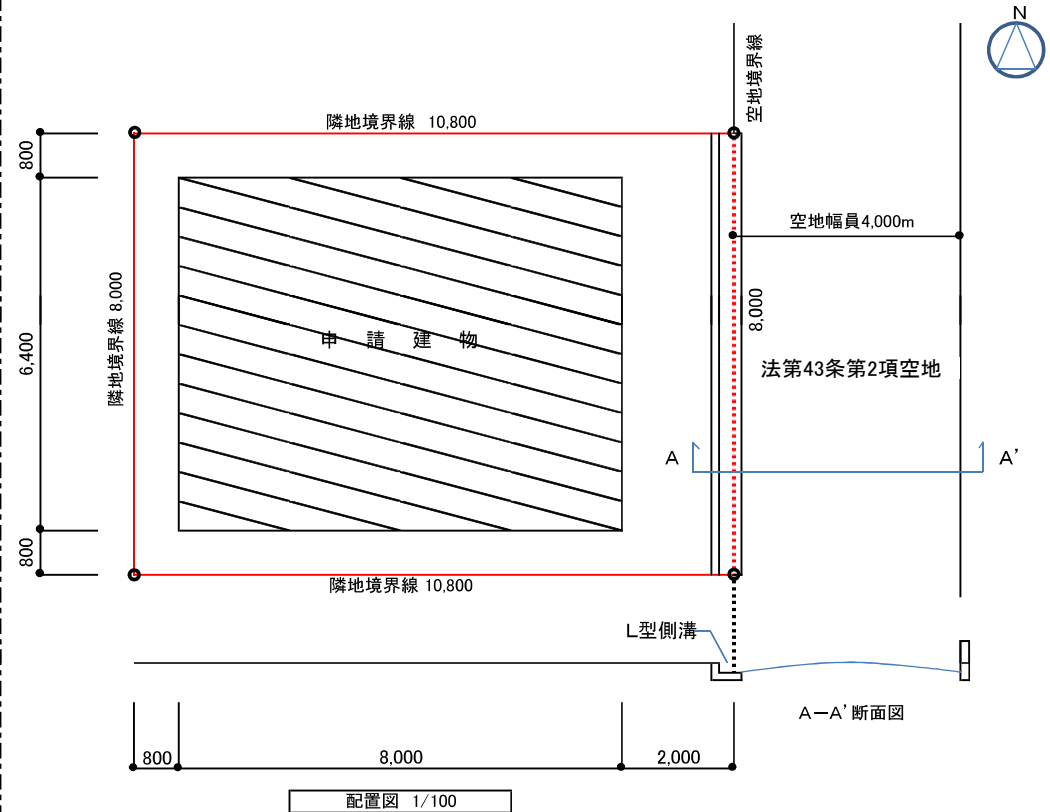 N
空地境界線
隣地境界線 10,800
800
空地幅員4,000m
隣地境界線 8,000
8,000
6,400
申請建物
法第43条第2項空地
A
A'
800
隣地境界線 10,800
L型側溝
A－A'断面図
800
8,000
2,000
配置図 1/100